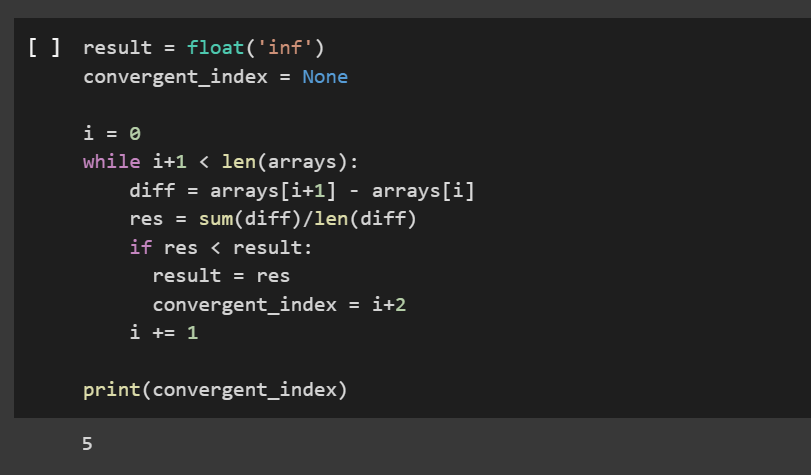 [ ] result = float('inf')
convergent_index = None
i = 0
while i+1 < len(arrays):
    diff = arrays[i+1] - arrays[i]
    res = sum(diff)/len(diff)
    if res < result:
      result = res
      convergent_index = i+2
    i += 1
print(convergent_index)
5